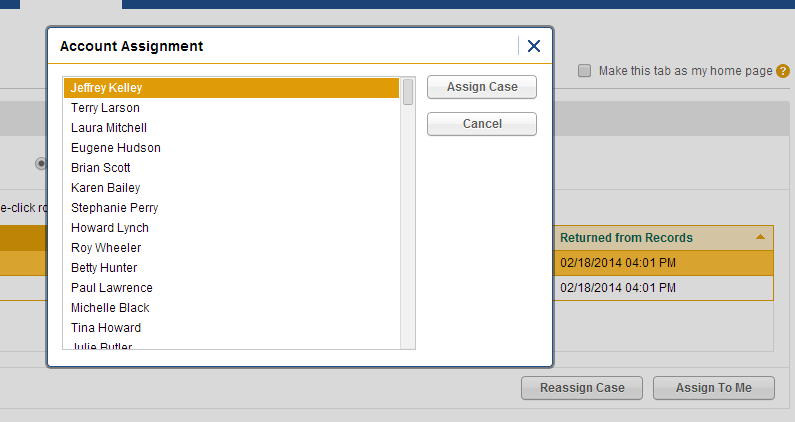 Account Assignment
Make this tab as my home page
Jeffrey Kelley
Terry Larson
Laura Mitchell
Eugene Hudson
Brian Scott
Karen Bailey
Stephanie Perry
Howard Lynch
Roy Wheeler
Betty Hunter
Paul Lawrence
Michelle Black
Tina Howard
Julie Butler
Assign Case
Cancel
e-click ro
Returned from Records
02/18/2014 04:01 PM
02/18/2014 04:01 PM
Reassign Case
Assign To Me